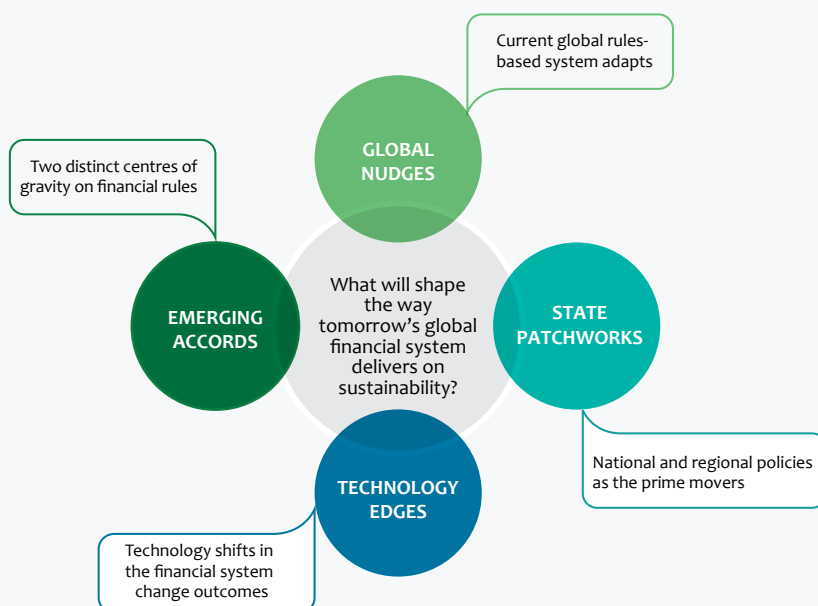 Current global rules-
based system adapts
GLOBAL
NUDGES
Two distinct centres of
gravity on financial rules
EMERGING
ACCORDS
What will shape
the way
tomorrow’s global
financial system
delivers on
sustainability?
STATE
PATCHWORKS
National and regional policies
as the prime movers
TECHNOLOGY
EDGES
Technology shifts in
the financial system
change outcomes